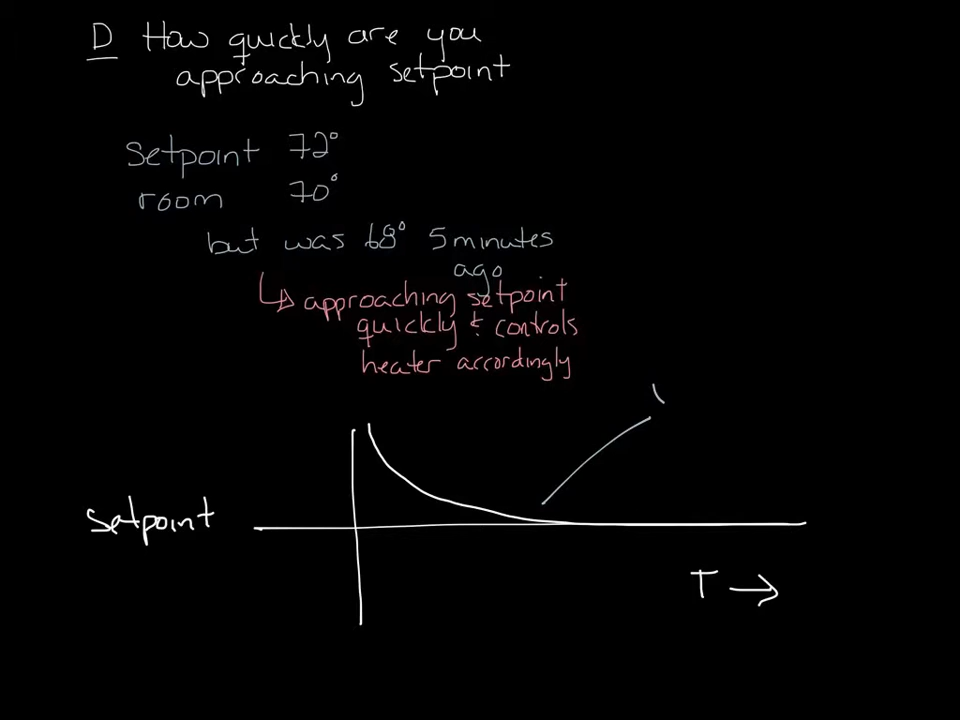 D How quickly are you
approaching setpoint
setpoint 72°
room 70°
but was 68° 5 minutes
ago
↳ approaching setpoint
quickly & controls
heater accordingly
setpoint
T →